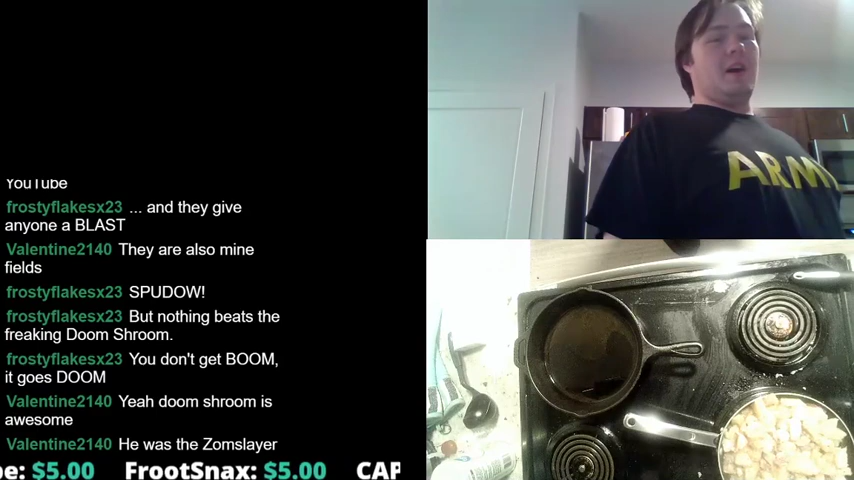 YouTube
frostyflakesx23 ... and they give
anyone a BLAST
Valentine2140 They are also mine
fields
frostyflakesx23 SPUDOW!
frostyflakesx23 But nothing beats the
freaking Doom Shroom.
frostyflakesx23 You don't get BOOM,
it goes DOOM
Valentine2140 Yeah doom shroom is
awesome
Valentine2140 He was the Zomslayer
be: $5.00 FrootSnax: $5.00 CAP
ARMY